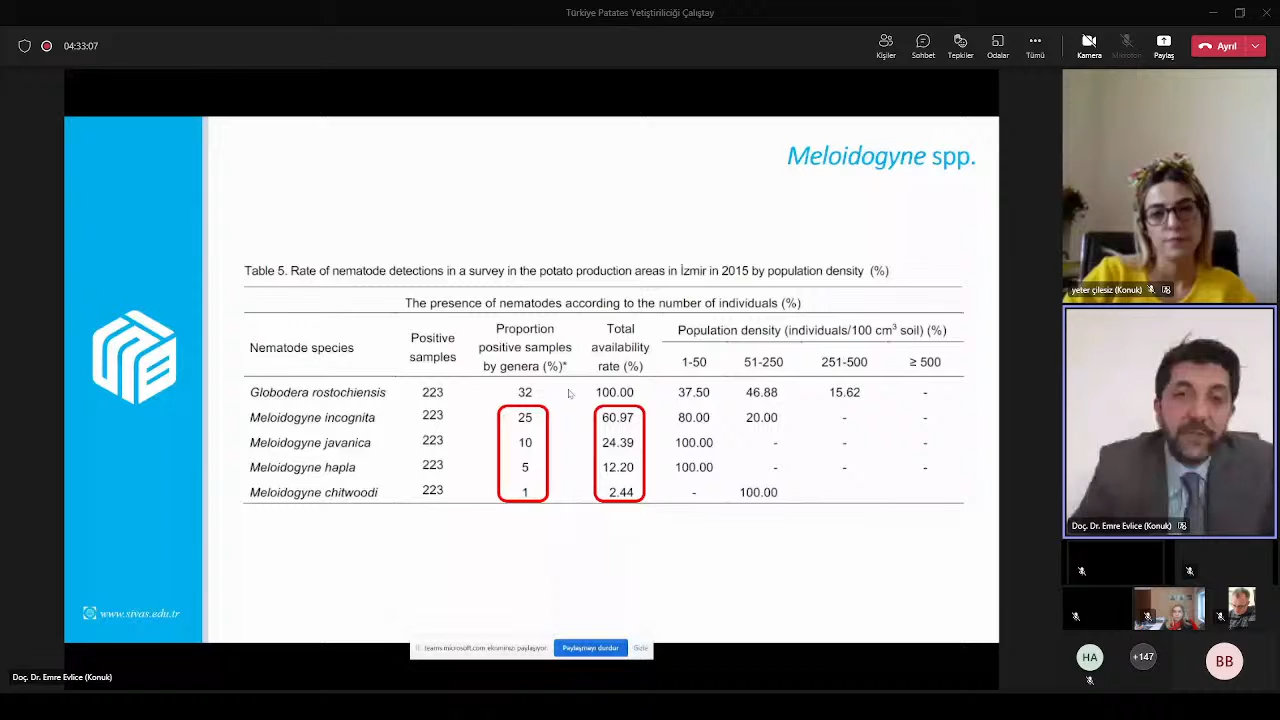 Türkiye Patates Yetiştiriciliği Çalıştay
04:33:07
Kişiler
Sohbet
Tepkiler
Odalar
Tümü
Kamera
Mikrofon
Paylaş
Ayrıl
Meloidogyne spp.
Table 5. Rate of nematode detections in a survey in the potato production areas in İzmir in 2015 by population density (%)
The presence of nematodes according to the number of individuals (%)
Nematode species
Positive samples
Proportion positive samples by genera (%)*
Total availability rate (%)
Population density (individuals/100 cm³ soil) (%)
1-50 51-250 251-500 ≥ 500
Globodera rostochiensis 223 32 100.00 37.50 46.88 15.62 -
Meloidogyne incognita 223 25 60.97 80.00 20.00 - -
Meloidogyne javanica 223 10 24.39 100.00 - - -
Meloidogyne hapla 223 5 12.20 100.00 - - -
Meloidogyne chitwoodi 223 1 2.44 - 100.00
www.sivas.edu.tr
teams.microsoft.com ekranınızı paylaşıyor.
Paylaşmayı durdur
Gizle
yeter çilesiz (Konuk)
Doç. Dr. Emre Evlice (Konuk)
HA
+147
BB
Doç. Dr. Emre Evlice (Konuk)